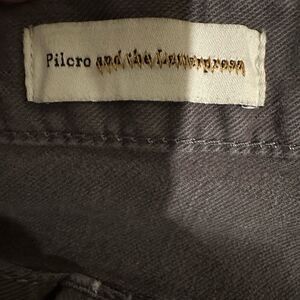 Pilcro and the Letterpress